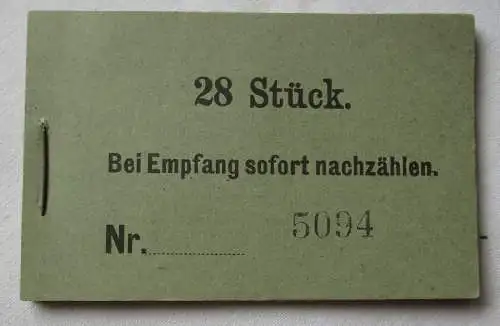 28 Stück.
Bei Empfang sofort nachzählen.
Nr. 5094